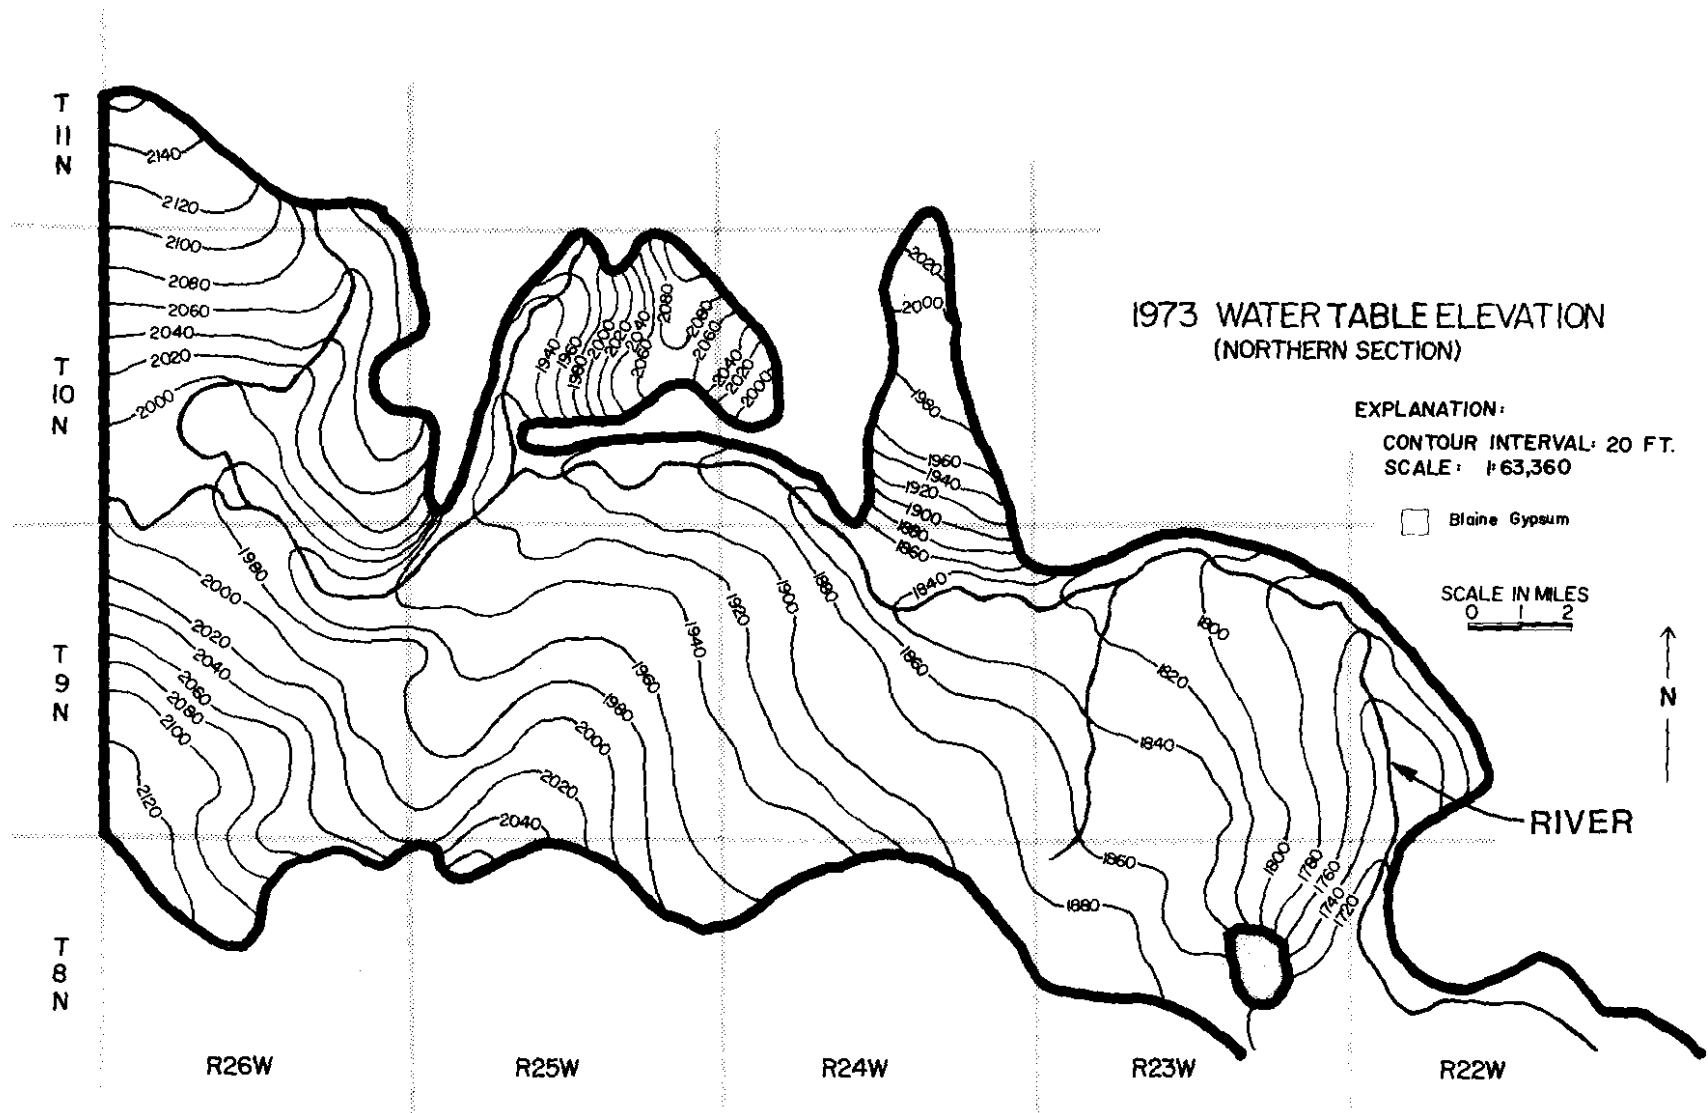 T
11
N
T
10
N
T
9
N
T
8
N
1973 WATER TABLE ELEVATION
(NORTHERN SECTION)
EXPLANATION:
CONTOUR INTERVAL: 20 FT.
SCALE: 1:63,360
Blaine Gypsum
SCALE IN MILES
0 1 2
N
RIVER
2140
2120
2100
2080
2060
2040
2020
2000
1980
2000
2020
2040
2060
2080
2100
2120
1940
1960
1980
2000
2020
2040
2060
2080
2080
2060
2040
2020
2000
2020
2000
1980
1960
1940
1920
1900
1880
1860
1840
1880
1900
1920
1940
1960
1980
2000
2020
2040
1860
1800
1820
1840
1860
1880
1800
1780
1760
1740
1720
R26W
R25W
R24W
R23W
R22W